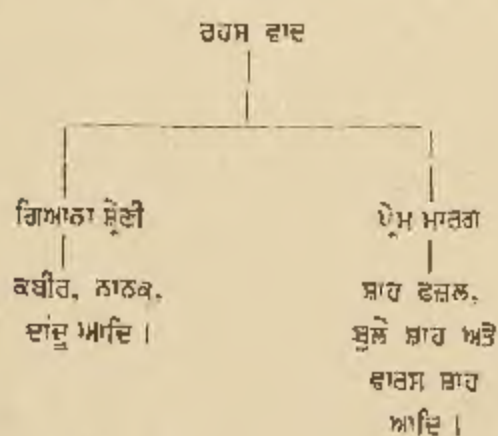 ਰਹਸ ਵਾਦ
ਗਿਆਨਾ ਸ਼੍ਰੇਣੀ
ਕਬੀਰ, ਨਾਨਕ,
ਦਾਦੂ ਆਦਿ ।
ਪ੍ਰੇਮ ਮਾਰਗ
ਸ਼ਾਹ ਫਜ਼ਲ,
ਬੁਲੇ ਸ਼ਾਹ ਅਤੇ
ਵਾਰਸ ਸ਼ਾਹ
ਆਦਿ ।